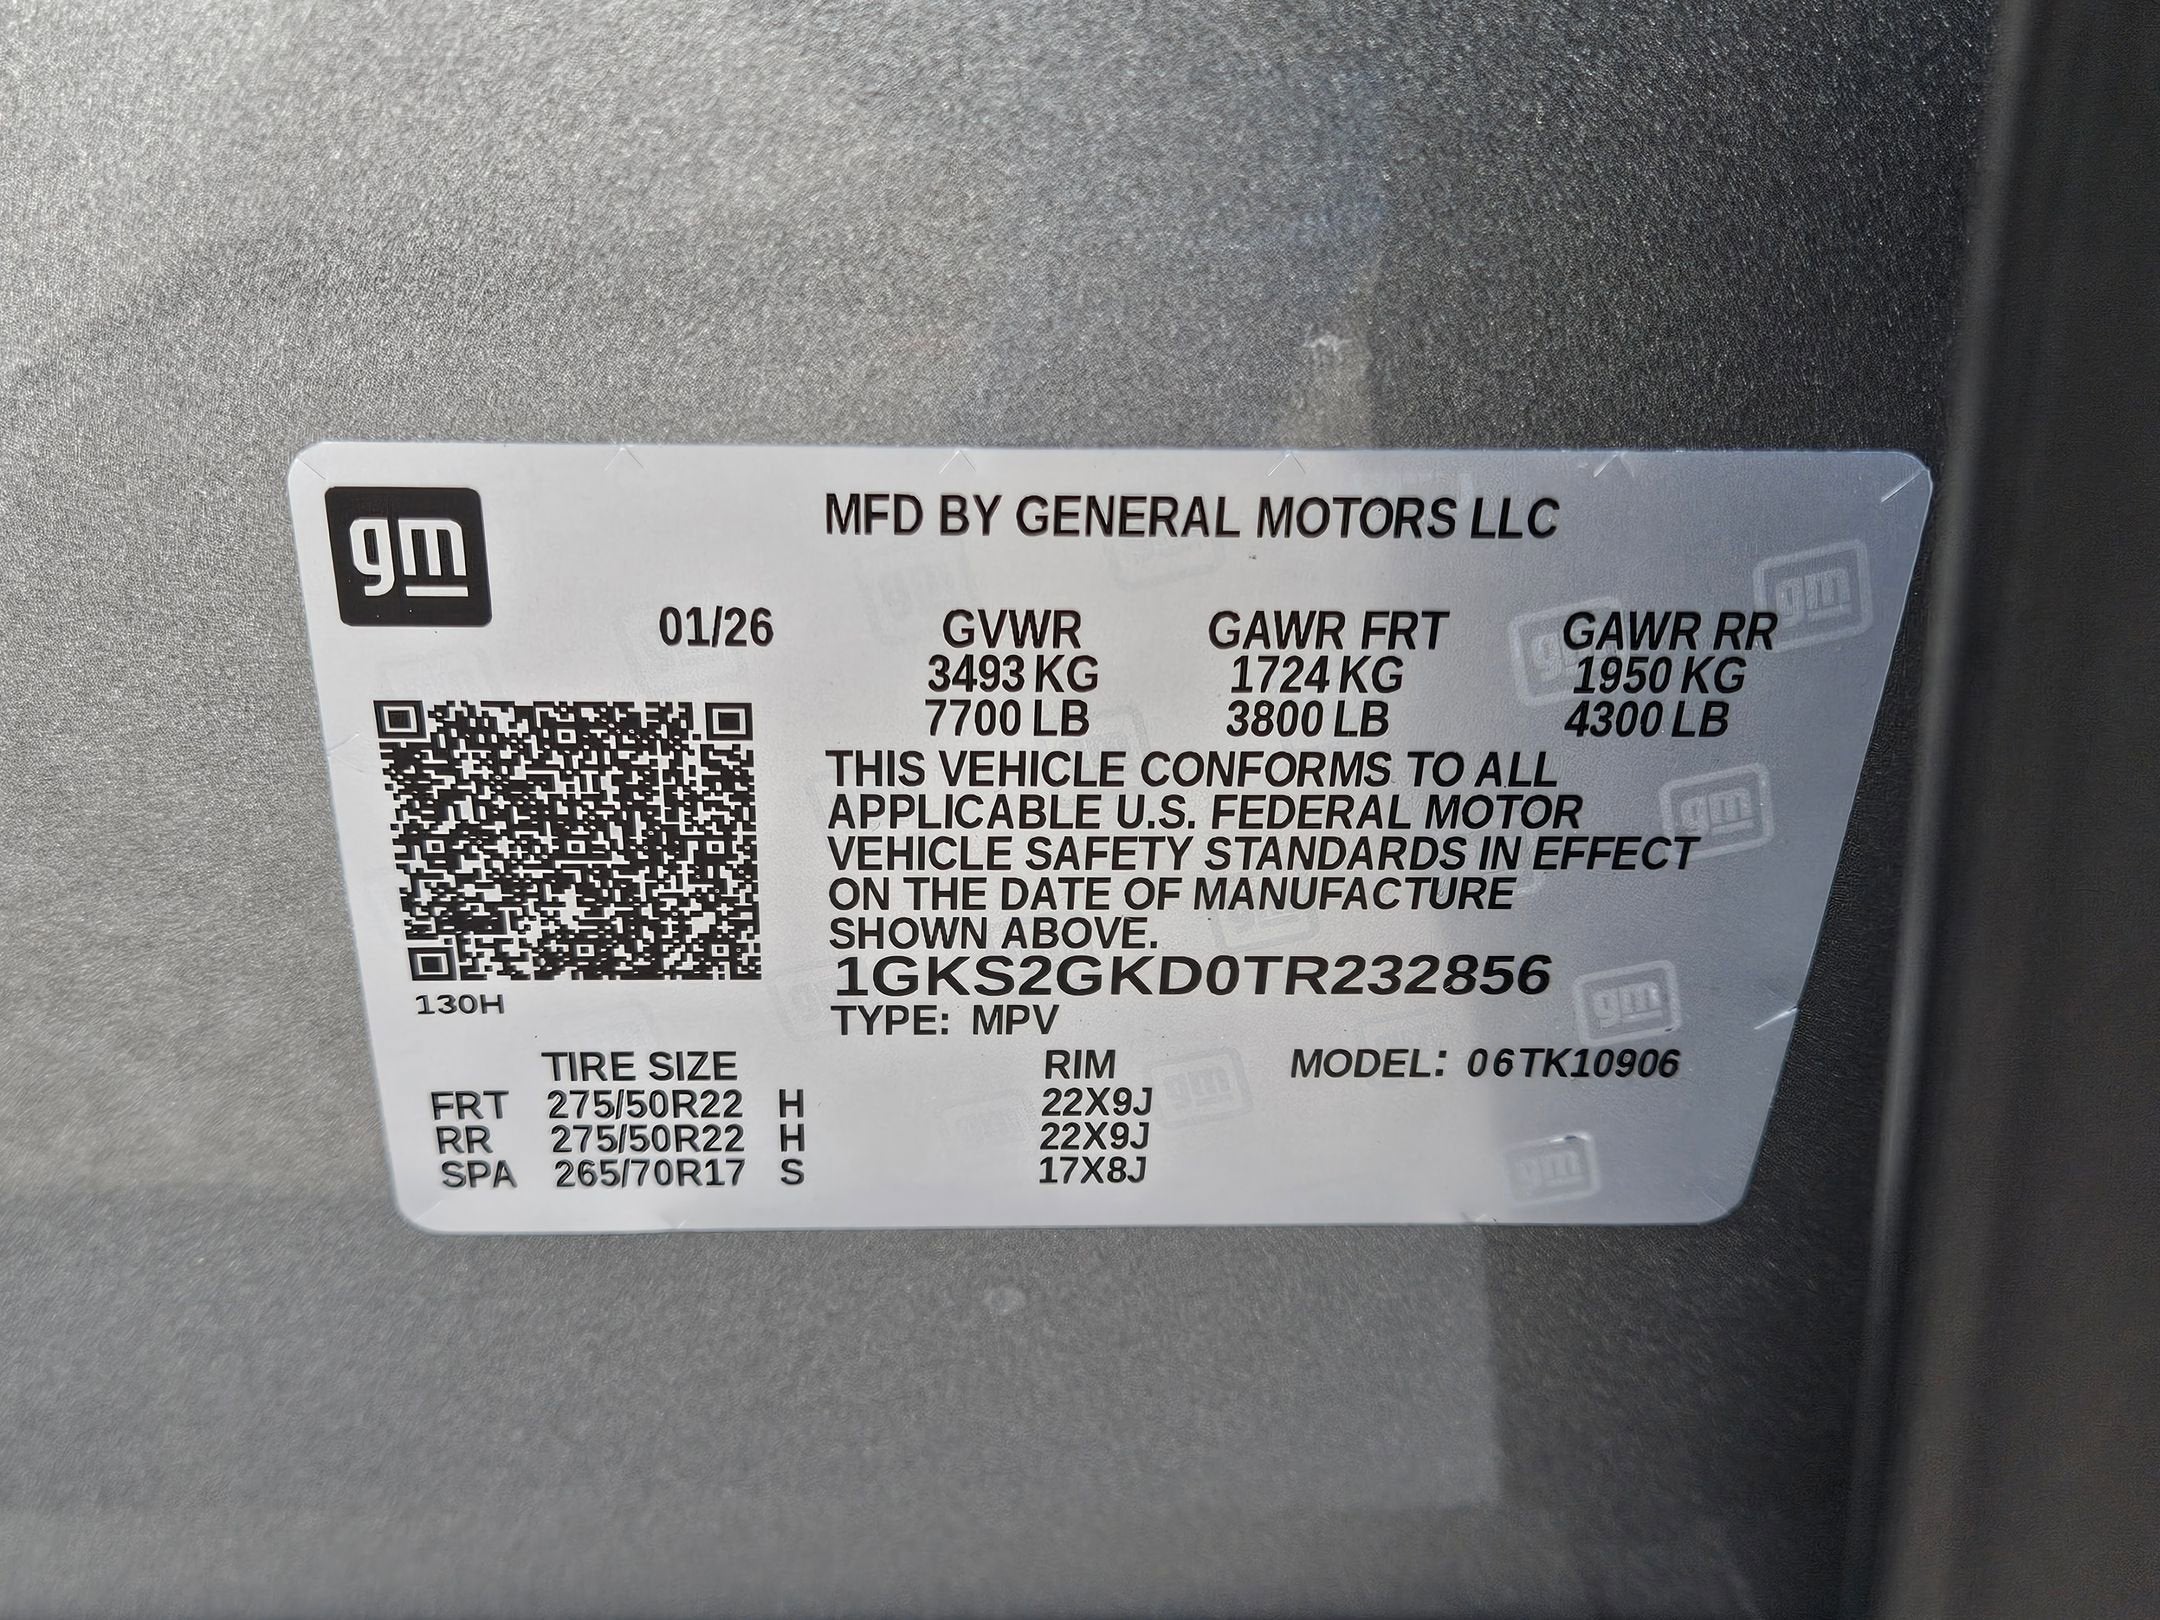 gm
MFD BY GENERAL MOTORS LLC
01/26 GVWR GAWR FRT GAWR RR
3493 KG 1724 KG 1950 KG
7700 LB 3800 LB 4300 LB
THIS VEHICLE CONFORMS TO ALL
APPLICABLE U.S. FEDERAL MOTOR
VEHICLE SAFETY STANDARDS IN EFFECT
ON THE DATE OF MANUFACTURE
SHOWN ABOVE.
1GKS2GKD0TR232856
130H
TYPE: MPV
TIRE SIZE RIM MODEL: 06TK10906
FRT 275/50R22 H 22X9J
RR 275/50R22 H 22X9J
SPA 265/70R17 S 17X8J